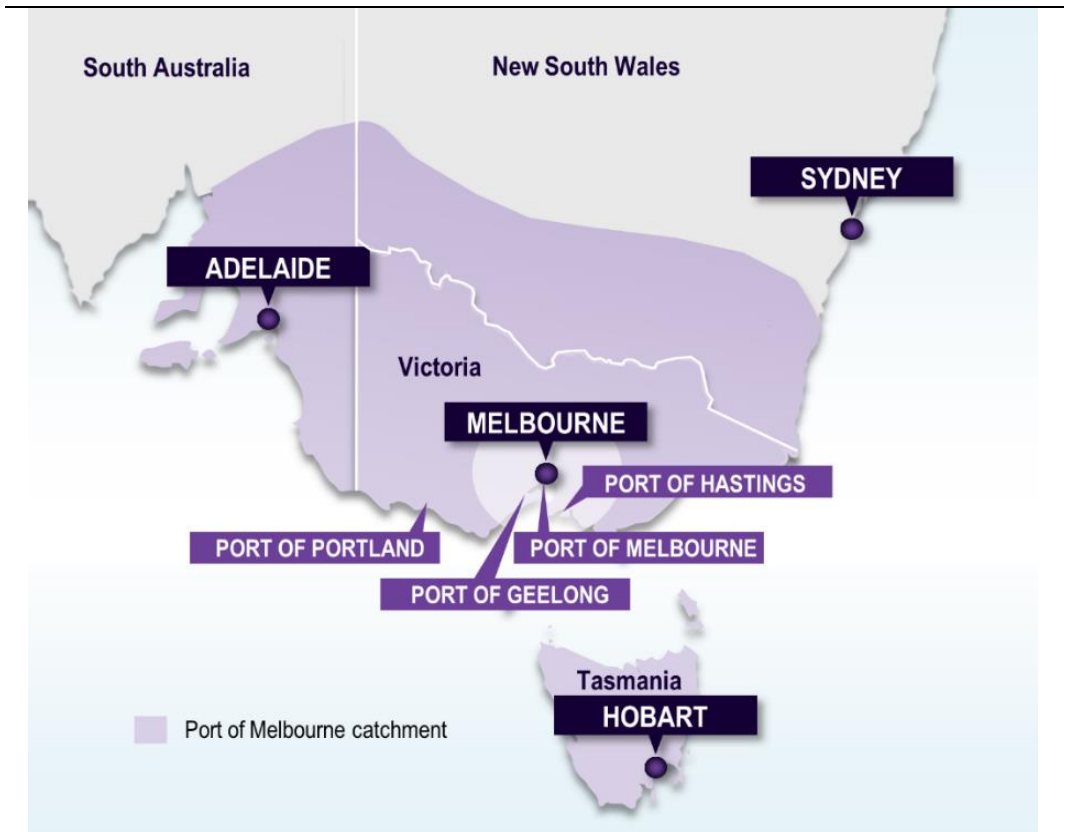 South Australia
New South Wales
SYDNEY
ADELAIDE
Victoria
MELBOURNE
PORT OF HASTINGS
PORT OF PORTLAND
PORT OF MELBOURNE
PORT OF GEELONG
Tasmania
HOBART
Port of Melbourne catchment